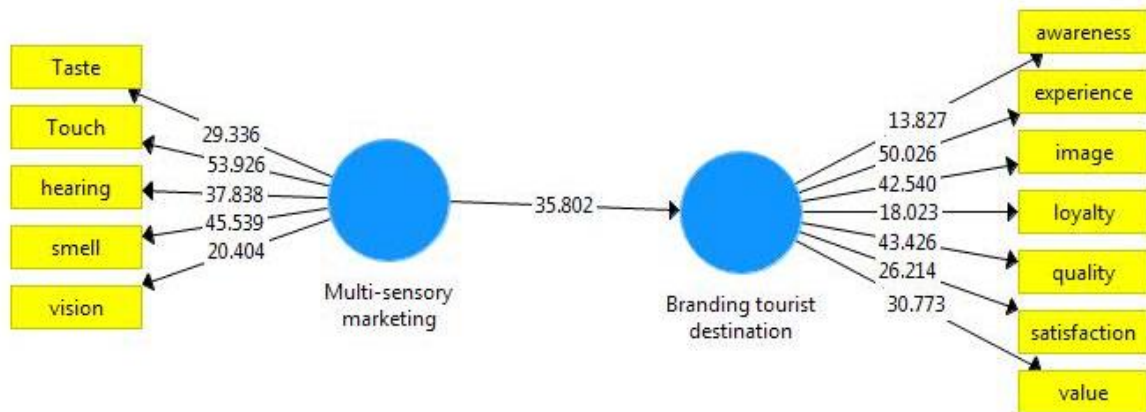 Taste
Touch
hearing
smell
vision
29.336
53.926
37.838
45.539
20.404
Multi-sensory
marketing
35.802
Branding tourist
destination
13.827
50.026
42.540
18.023
43.426
26.214
30.773
awareness
experience
image
loyalty
quality
satisfaction
value